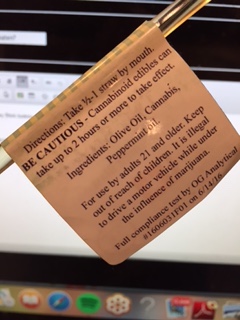 Directions: Take ½-1 straw by mouth.
BE CAUTIOUS - Cannabinoid edibles can
take up to 2 hours or more to take effect.
Ingredients: Olive Oil, Cannabis,
Peppermint oil.
For use by adults 21 and older. Keep
out of reach of children. It is illegal
to drive a motor vehicle while under
the influence of marijuana.
Full compliance test by OG Analytical
#1606031F01 on 6/14/16